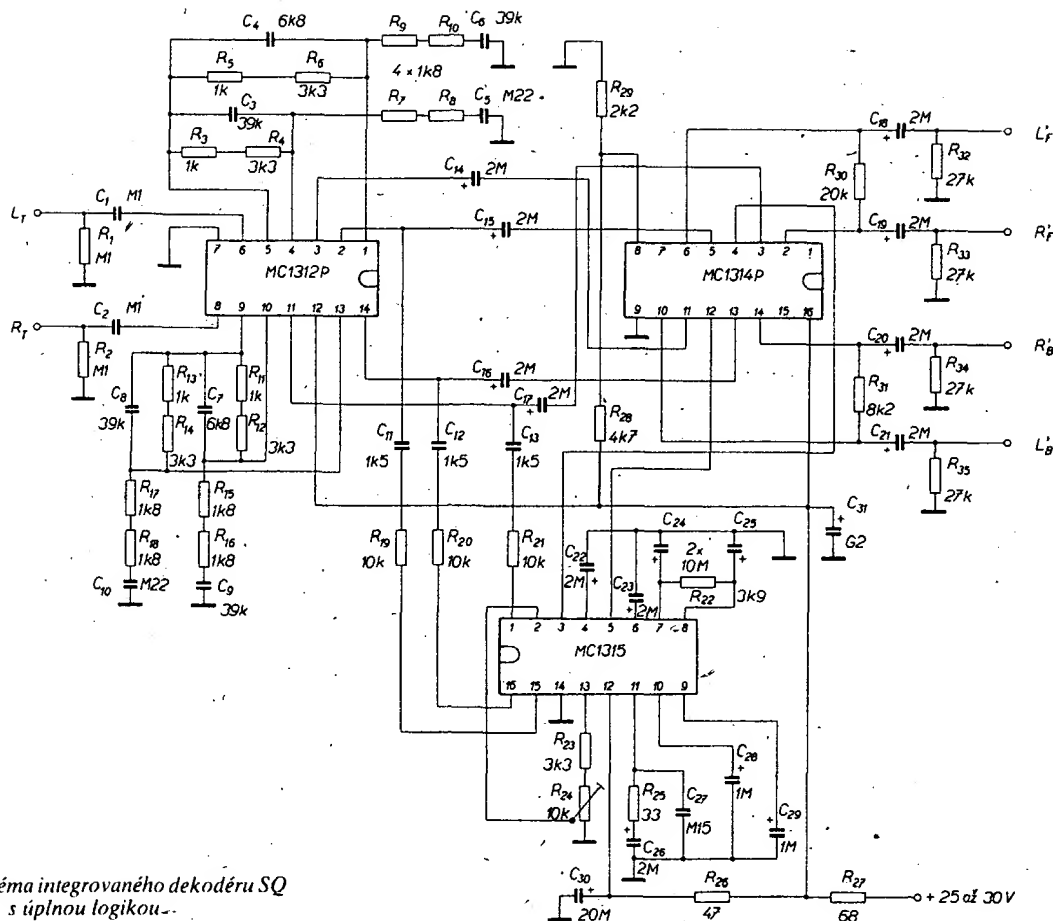 C4 6k8
R9 R10 C6 39k
R5 1k R6 3k3
4 x 1k8
C3 39k
R7 R8 C5 M22
R3 1k R4 3k3
R29 2k2
C14 2M
C15 2M
C16 2M
C17 2M
C18 2M L'F
R32 27k
R30 20k
C19 2M R'F
R33 27k
C20 2M R'B
R34 27k
R31 8k2
C21 2M L'B
R35 27k
LT C1 M1
R1 M1
7 6 5 4 3 2 1
MC1312P
8 9 10 11 12 13 14
RT C2 M1
R2 M1
8 7 6 5 4 3 2 1
MC1314P
9 10 11 12 13 14 15 16
C8 39k
R13 1k
R14 3k3
C7 6k8
R11 1k
R12 3k3
R17 1k8
R15 1k8
R18 1k8
R16 1k8
C10 M22
C9 39k
C11 1k5
C12 1k5
C13 1k5
R28 4k7
R19 10k
R20 10k
R21 10k
C22 2M
C23 2M
C24 C25
2x 10M
R22 3k9
C31 G2
1 2 3 4 5 6 7 8
MC1315
16 15 14 13 12 11 10 9
R23 3k3
R24 10k
R25 33
C27 M15
C26 2M
C28 1M
C29 1M
C30 20M
R26 47
R27 68
+ 25 až 30 V
éma integrovaného dekodéru SQ
s úplnou logikou